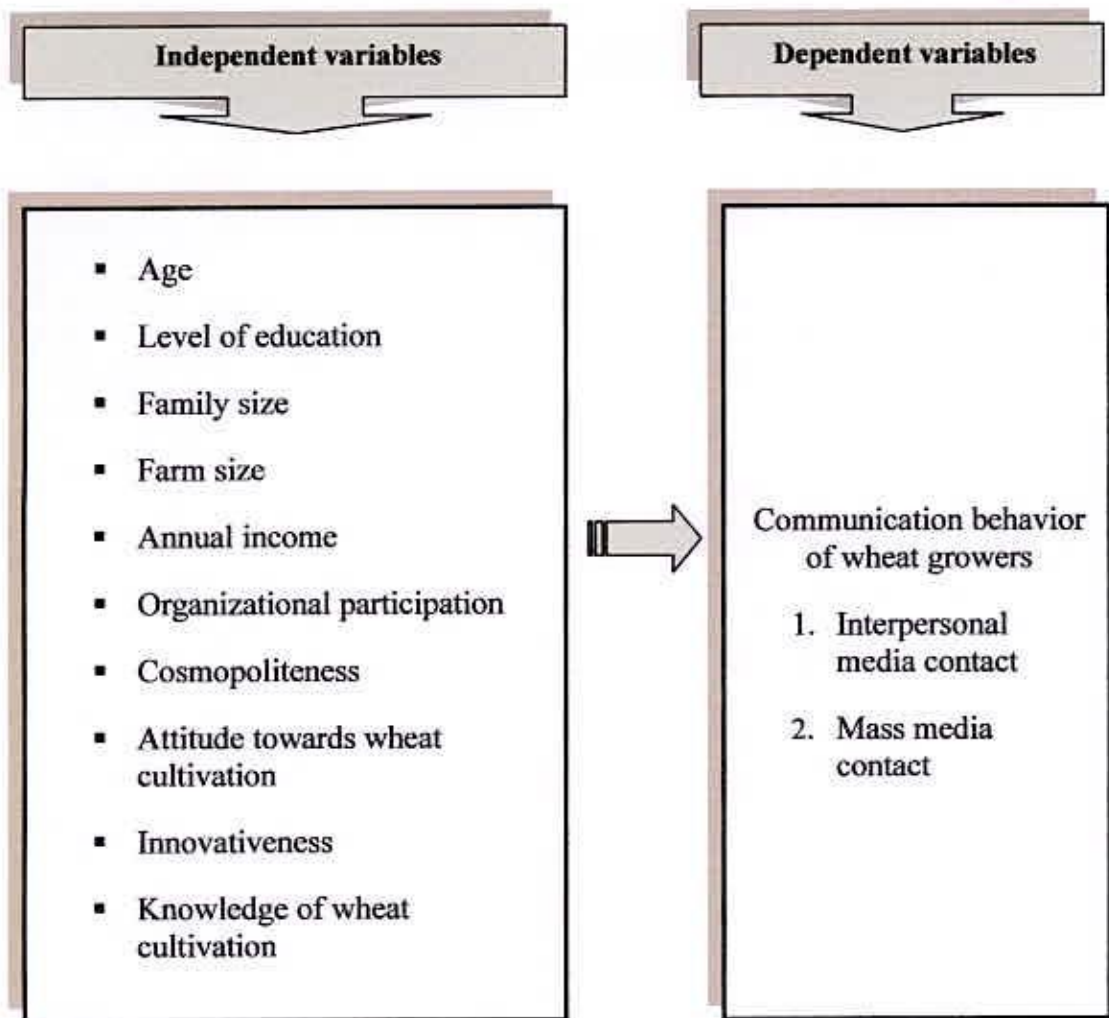 Independent variables
Dependent variables
▪ Age
▪ Level of education
▪ Family size
▪ Farm size
▪ Annual income
▪ Organizational participation
▪ Cosmopoliteness
▪ Attitude towards wheat
cultivation
▪ Innovativeness
▪ Knowledge of wheat
cultivation
Communication behavior
of wheat growers
1. Interpersonal
media contact
2. Mass media
contact